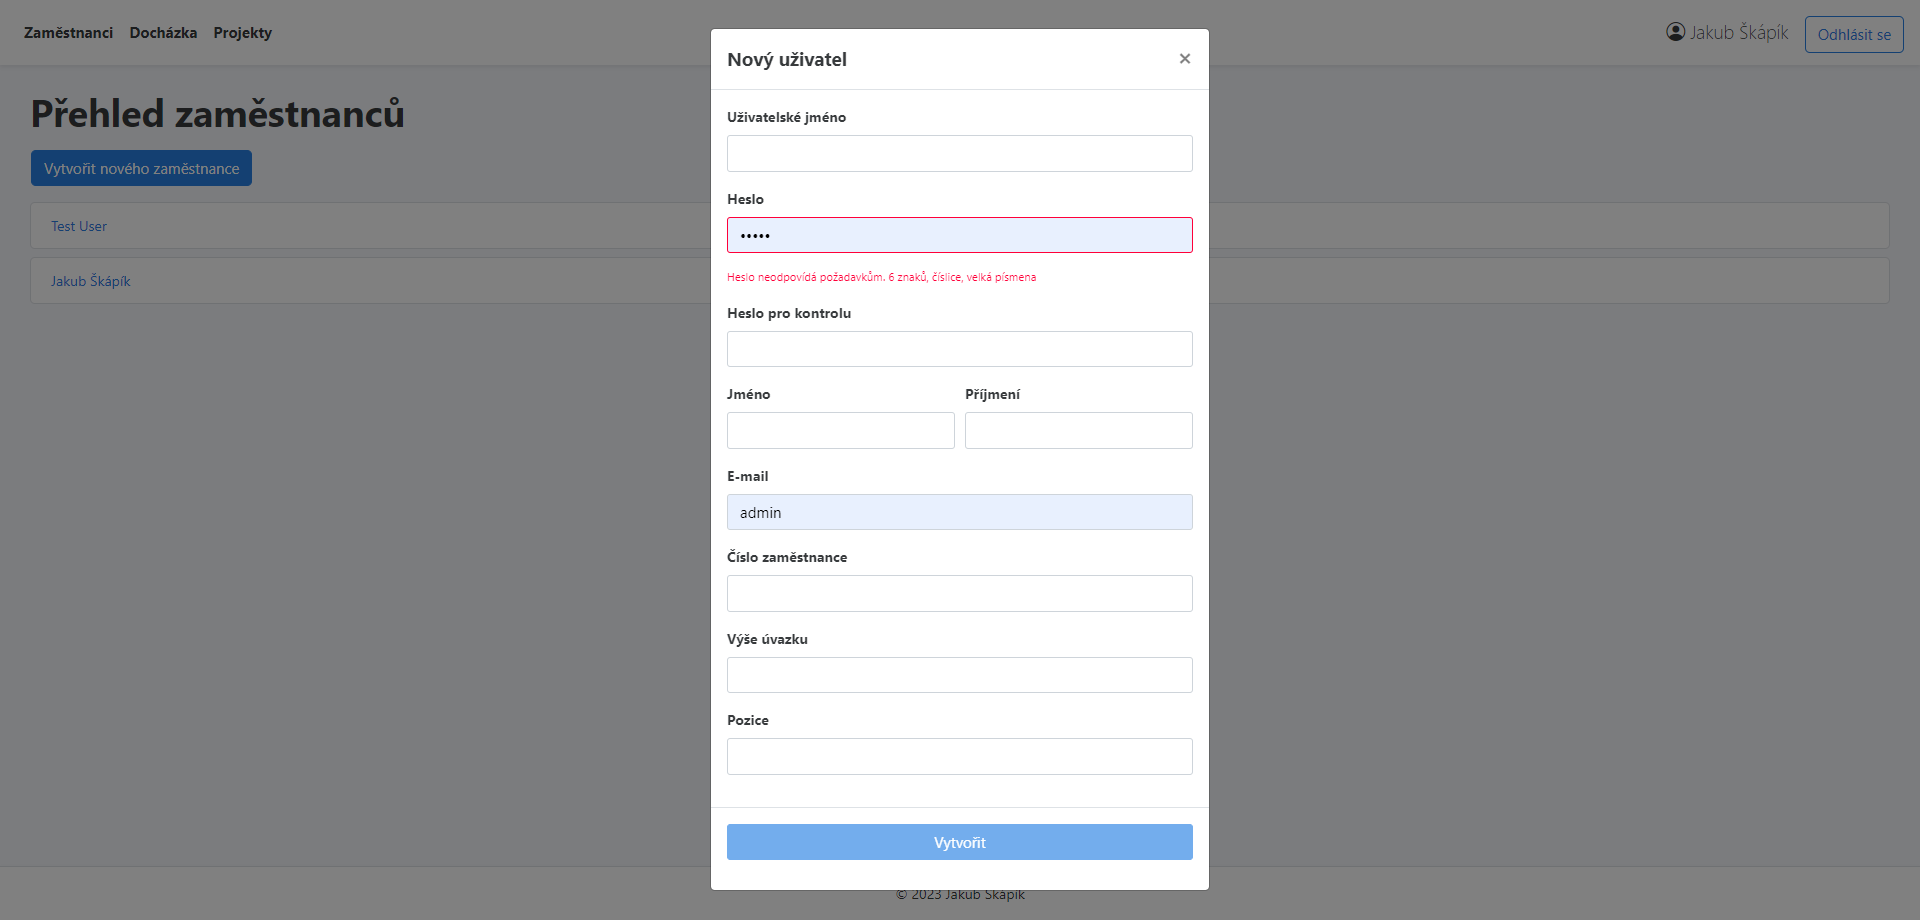 Zaměstnanci Docházka Projekty
Jakub Škápík
Odhlásit se
Přehled zaměstnanců
Vytvořit nového zaměstnance
Test User
Jakub Škápík
Nový uživatel
×
Uživatelské jméno
Heslo
•••••
Heslo neodpovídá požadavkům. 6 znaků, číslice, velká písmena
Heslo pro kontrolu
Jméno Příjmení
E-mail
admin
Číslo zaměstnance
Výše úvazku
Pozice
Vytvořit
© 2023 Jakub Škápík